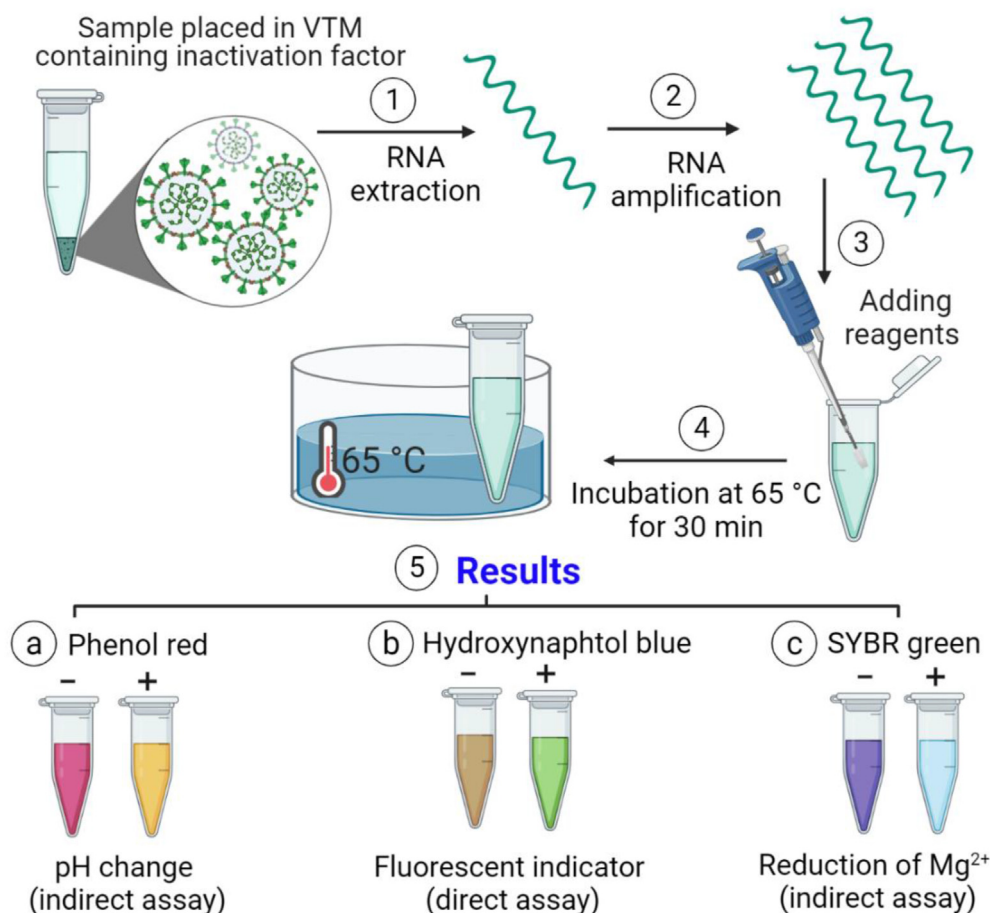 Sample placed in VTM
containing inactivation factor
1
RNA
extraction
2
RNA
amplification
3
Adding
reagents
4
Incubation at 65 °C
for 30 min
65 °C
5 Results
a Phenol red
− +
pH change
(indirect assay)
b Hydroxynaphtol blue
− +
Fluorescent indicator
(direct assay)
c SYBR green
− +
Reduction of Mg²⁺
(indirect assay)